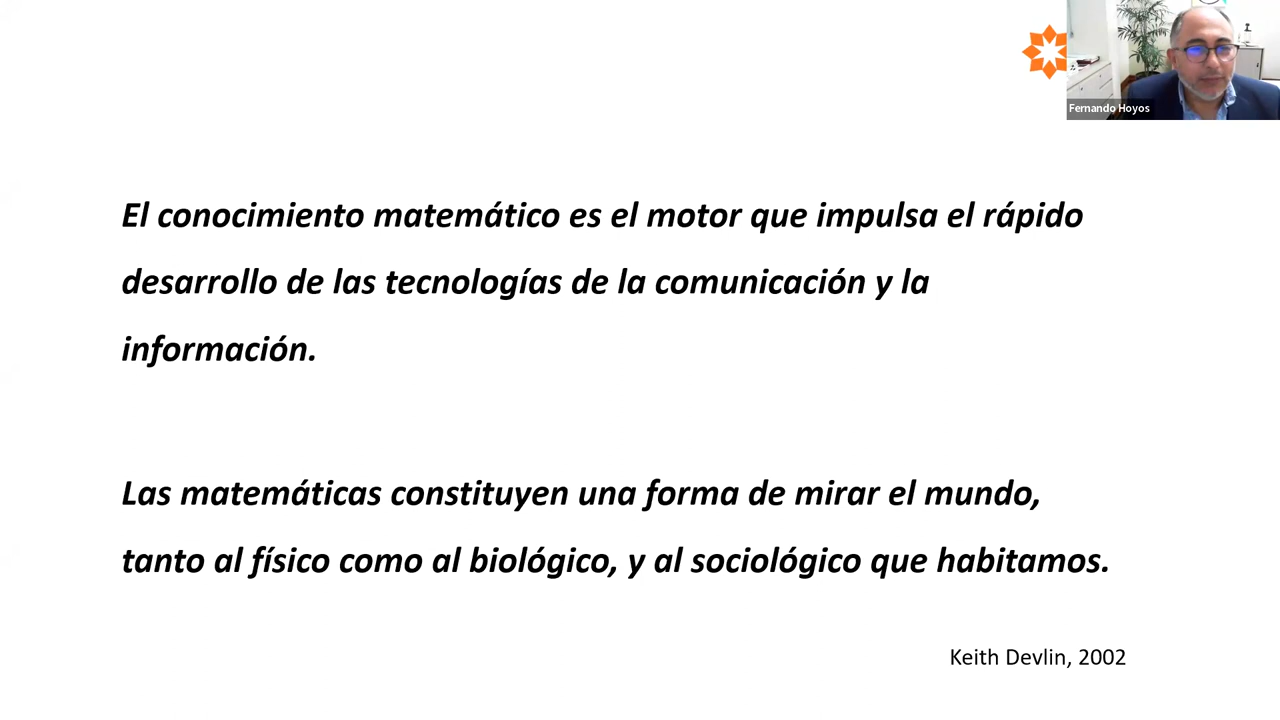 Fernando Hoyos
El conocimiento matemático es el motor que impulsa el rápido
desarrollo de las tecnologías de la comunicación y la
información.
Las matemáticas constituyen una forma de mirar el mundo,
tanto al físico como al biológico, y al sociológico que habitamos.
Keith Devlin, 2002